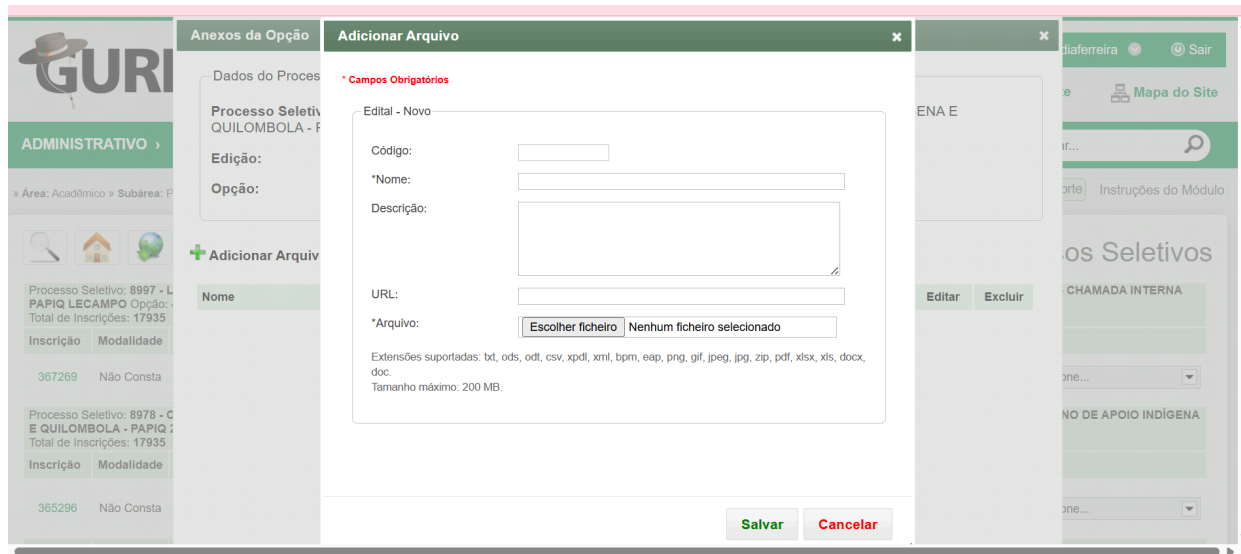 GURI
Anexos da Opção
Adicionar Arquivo
diaferreira
Sair
Dados do Proces
* Campos Obrigatórios
Mapa do Site
Processo Seletiv
ENA E
QUILOMBOLA - P
Edital - Novo
ADMINISTRATIVO ›
Edição:
Código:
Opção:
*Nome:
» Área: Acadêmico » Subárea: P
orte
Instruções do Módulo
Descrição:
Adicionar Arquiv
os Seletivos
Processo Seletivo: 8997 - L
PAPIQ LECAMPO Opção:
Total de Inscrições: 17935
Nome
URL:
Editar
Excluir
CHAMADA INTERNA
Inscrição
Modalidade
*Arquivo:
Escolher ficheiro
Nenhum ficheiro selecionado
Extensões suportadas: txt, ods, odt, csv, xpdl, xml, bpm, eap, png, gif, jpeg, jpg, zip, pdf, xlsx, xls, docx,
doc.
Tamanho máximo: 200 MB.
367269
Não Consta
one...
Processo Seletivo: 8978 - C
E QUILOMBOLA - PAPIQ 2
Total de Inscrições: 17935
NO DE APOIO INDÍGENA
Inscrição
Modalidade
365296
Não Consta
one...
Salvar
Cancelar